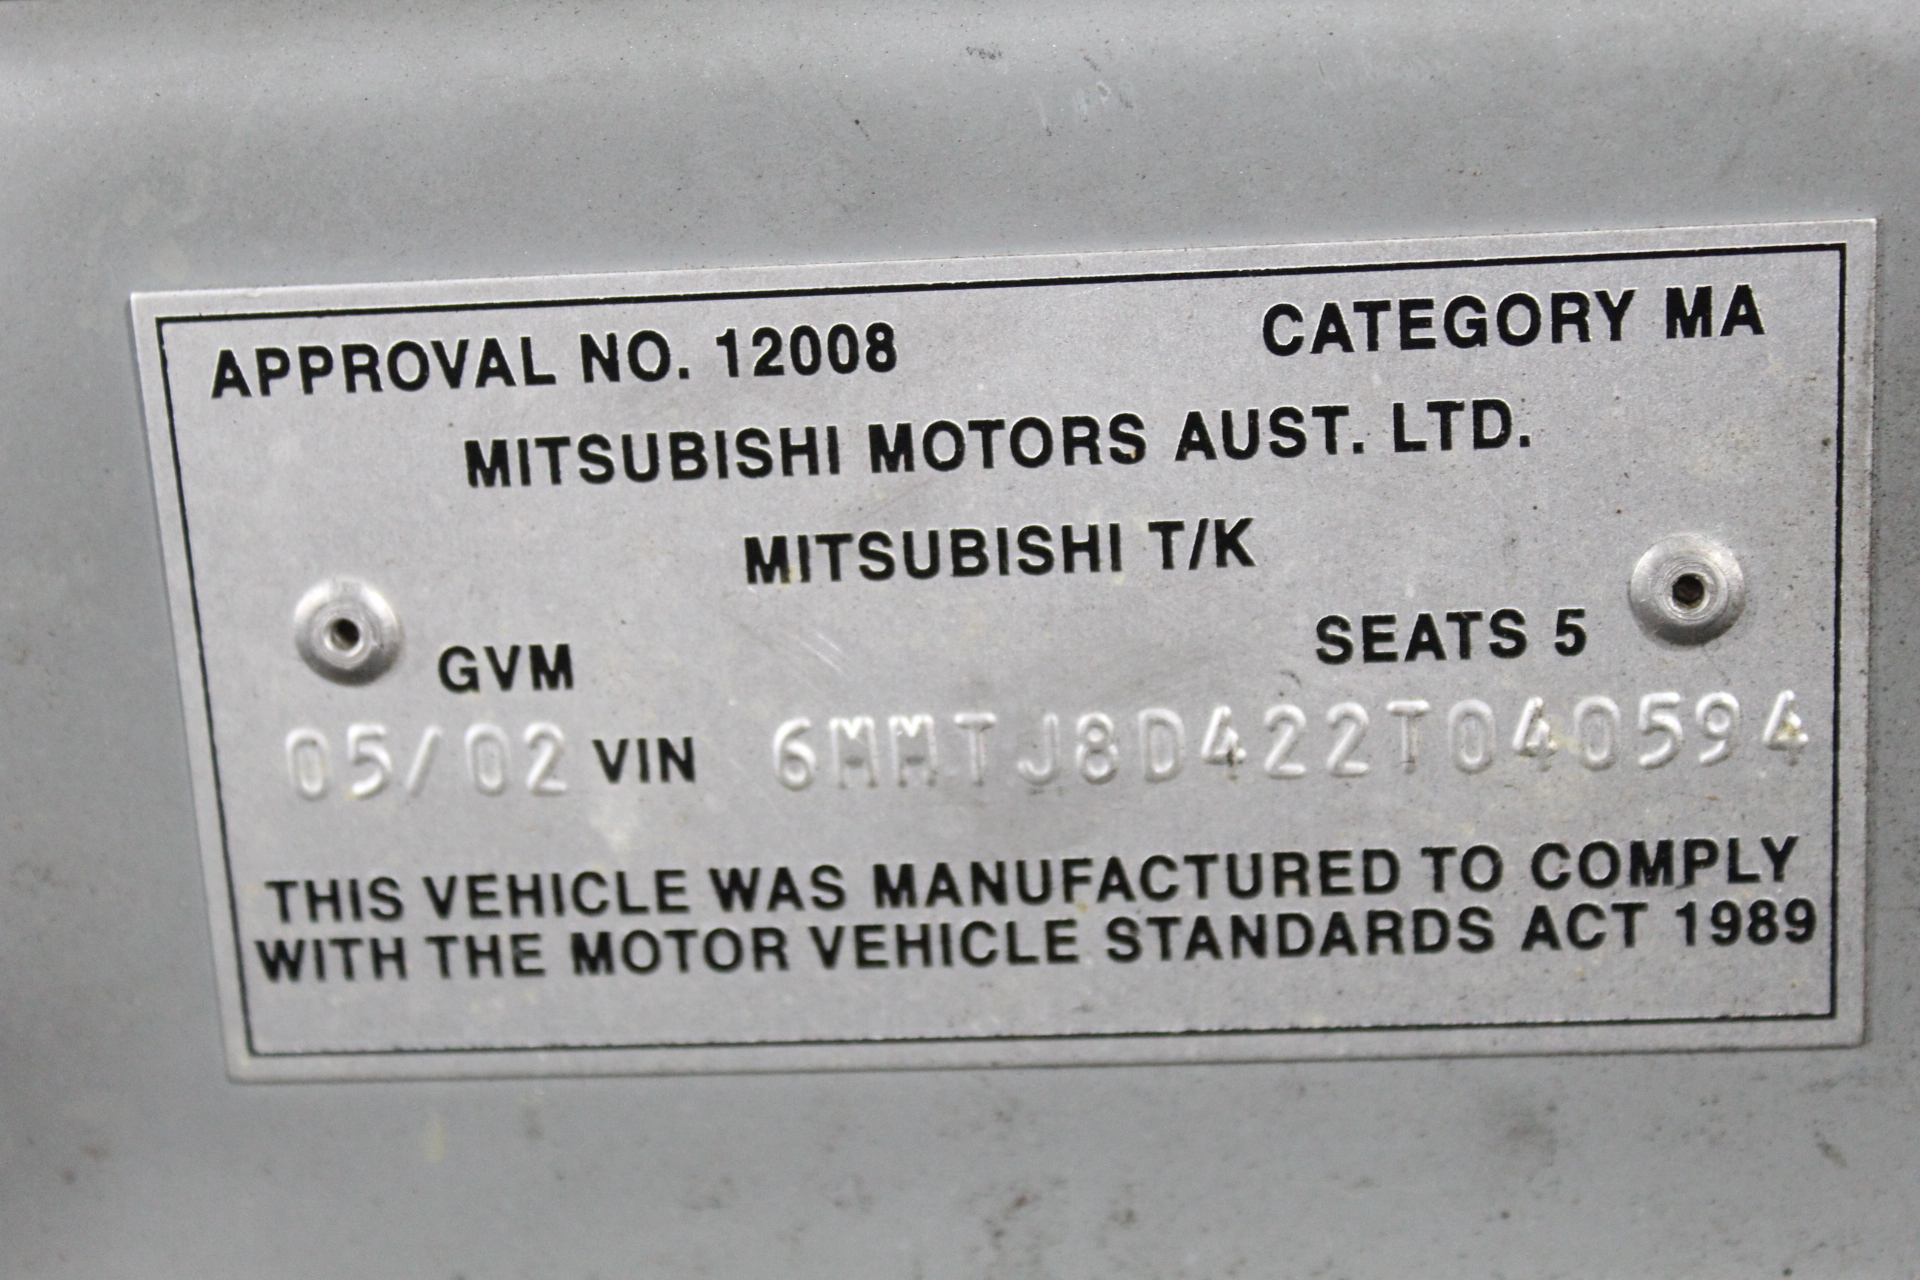 APPROVAL NO. 12008 CATEGORY MA
MITSUBISHI MOTORS AUST. LTD.
MITSUBISHI T/K
GVM SEATS 5
05/02 VIN 6MMTJ8D422T040594
THIS VEHICLE WAS MANUFACTURED TO COMPLY
WITH THE MOTOR VEHICLE STANDARDS ACT 1989